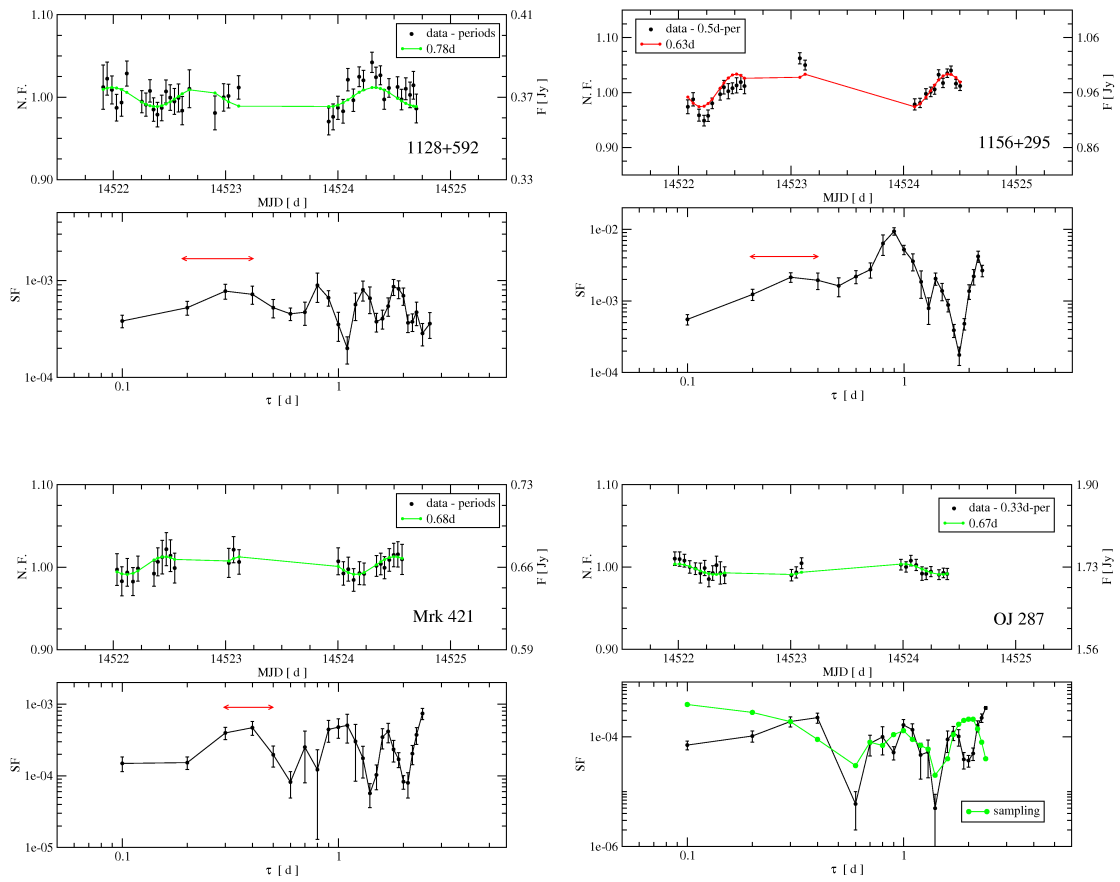 data - periods
0.78d
1.10
1.00
0.90
N. F.
0.41
0.37
0.33
F [ Jy ]
1128+592
14522 14523 14524 14525
MJD [ d ]
1e-03
1e-04
SF
0.1 1
τ [ d ]
data - 0.5d-per
0.63d
1.10
1.00
0.90
N. F.
1.06
0.96
0.86
F [ Jy ]
1156+295
14522 14523 14524 14525
MJD [ d ]
1e-02
1e-03
1e-04
SF
0.1 1
τ [ d ]
data - periods
0.68d
1.10
1.00
0.90
N. F.
0.73
0.66
0.59
F [ Jy ]
Mrk 421
14522 14523 14524 14525
MJD [ d ]
1e-03
1e-04
1e-05
SF
0.1 1
τ [ d ]
data - 0.33d-per
0.67d
1.10
1.00
0.90
N. F.
1.90
1.73
1.56
F [ Jy ]
OJ 287
14522 14523 14524 14525
MJD [ d ]
1e-04
1e-06
SF
sampling
0.1 1
τ [ d ]